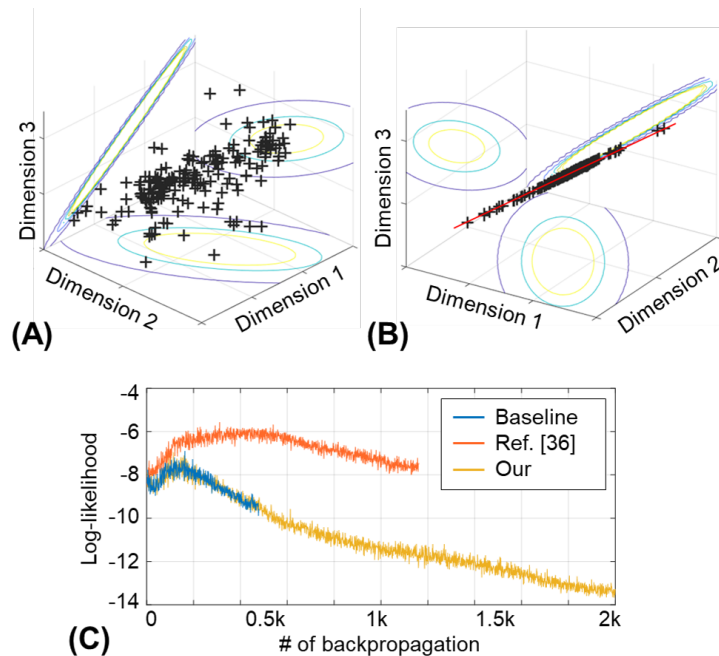 Dimension 3
Dimension 2
Dimension 1
(A)
Dimension 3
Dimension 1
Dimension 2
(B)
-4
-6
-8
-10
-12
-14
Log-likelihood
Baseline
Ref. [36]
Our
0
0.5k
1k
1.5k
2k
# of backpropagation
(C)